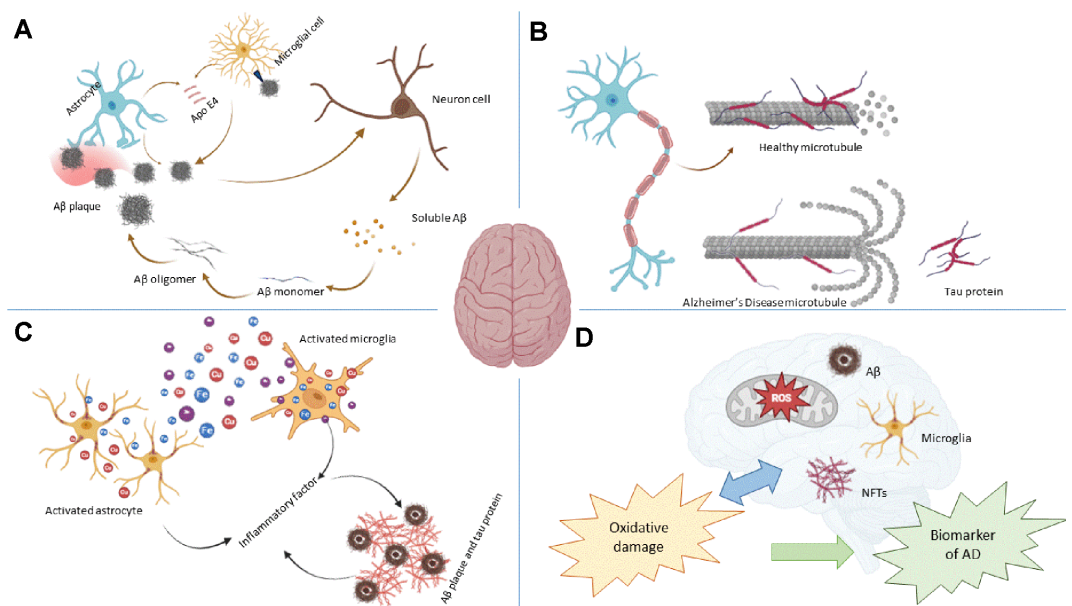 A
Astrocyte
Apo E4
Microglial cell
Neuron cell
Aβ plaque
Soluble Aβ
Aβ oligomer
Aβ monomer
B
Healthy microtubule
Alzheimer's Disease microtubule
Tau protein
C
Activated microglia
Cu
Fe
Activated astrocyte
Inflammatory factor
Aβ plaque and tau protein
D
Aβ
ROS
Microglia
NFTs
Oxidative
damage
Biomarker
of AD